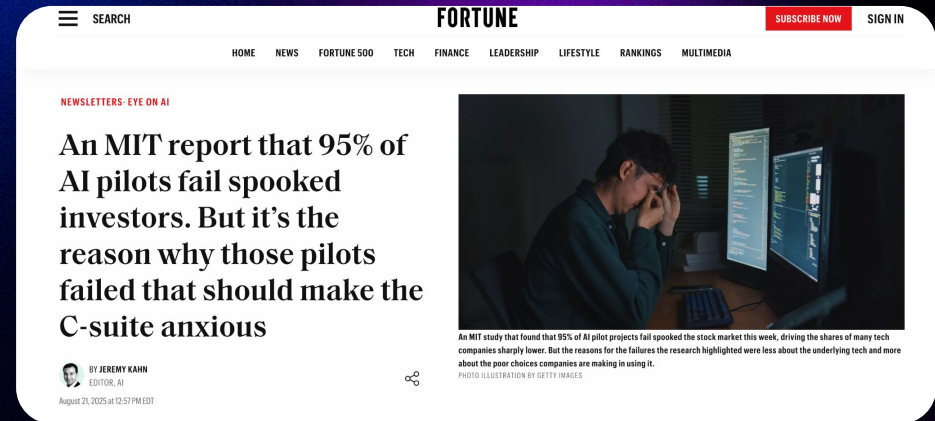 SEARCH
FORTUNE
SUBSCRIBE NOW
SIGN IN
HOME NEWS FORTUNE 500 TECH FINANCE LEADERSHIP LIFESTYLE RANKINGS MULTIMEDIA
NEWSLETTERS· EYE ON AI
An MIT report that 95% of
AI pilots fail spooked
investors. But it’s the
reason why those pilots
failed that should make the
C-suite anxious
BY JEREMY KAHN
EDITOR, AI
August 21, 2025 at 12:57 PM EDT
An MIT study that found that 95% of AI pilot projects fail spooked the stock market this week, driving the shares of many tech
companies sharply lower. But the reasons for the failures the research highlighted were less about the underlying tech and more
about the poor choices companies are making in using it.
PHOTO ILLUSTRATION BY GETTY IMAGES